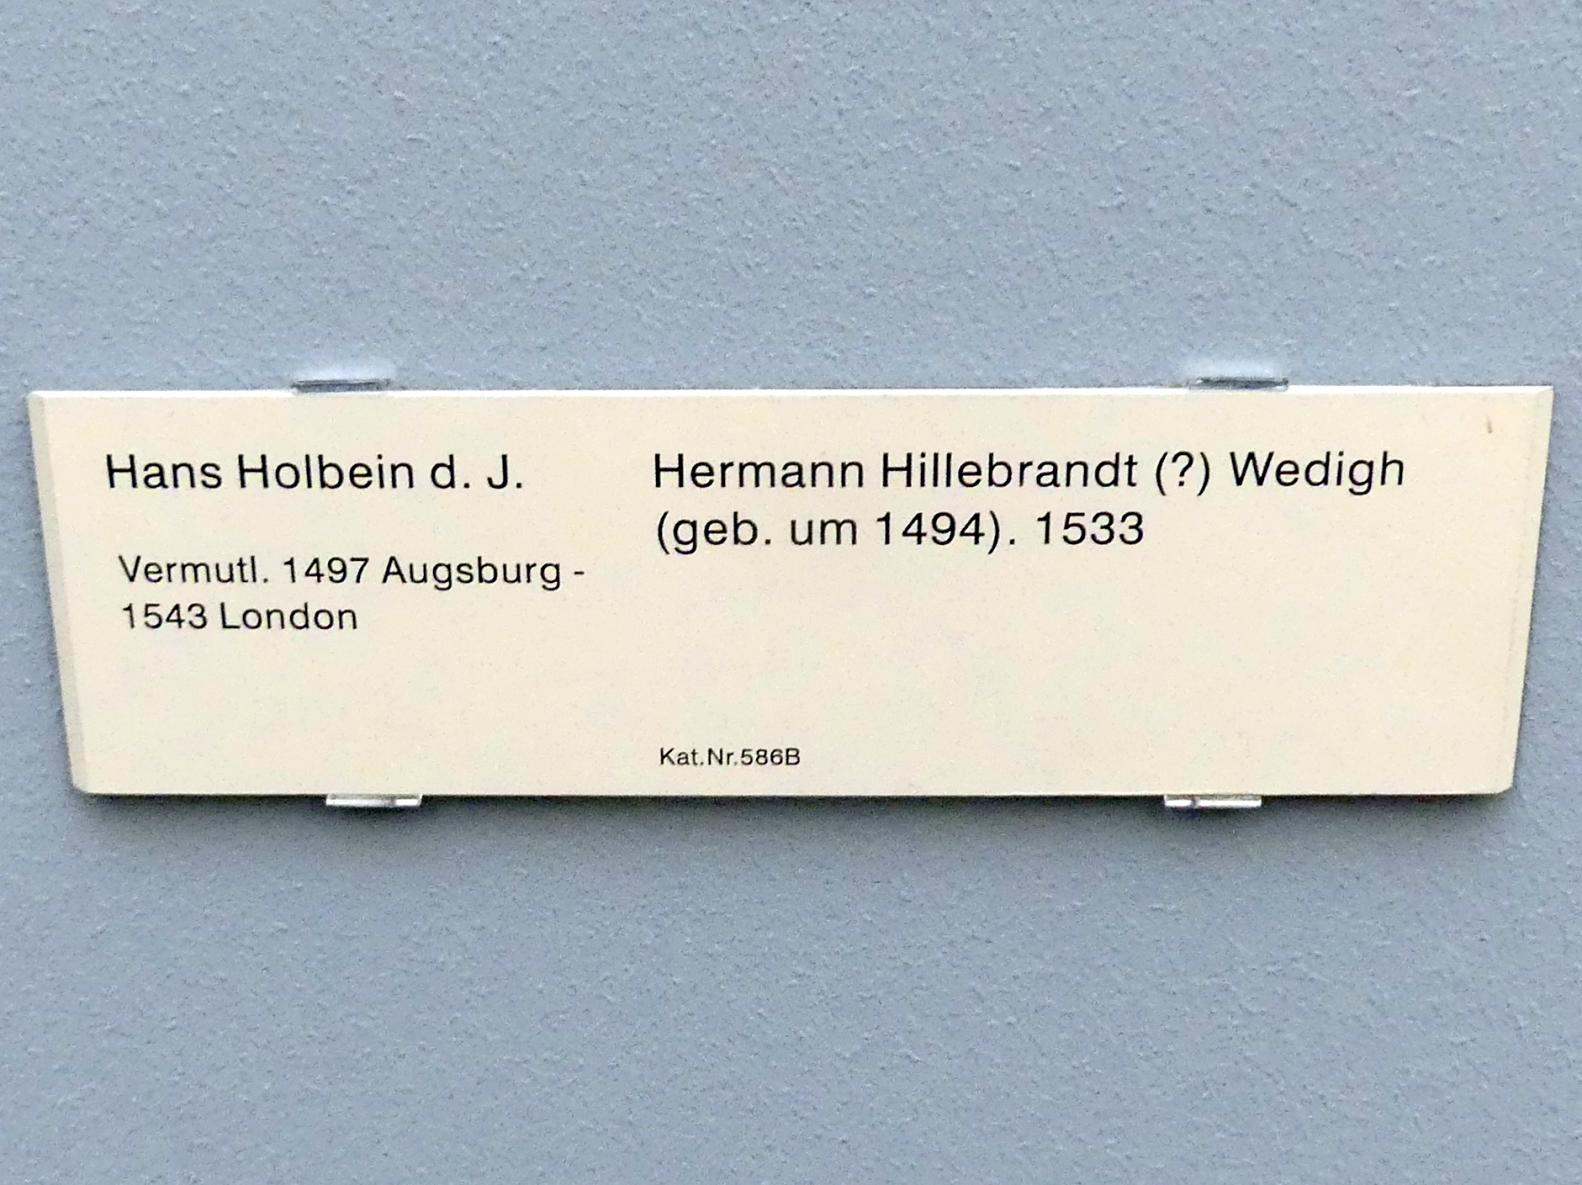 Hans Holbein d. J.
Vermutl. 1497 Augsburg -
1543 London
Hermann Hillebrandt (?) Wedigh
(geb. um 1494). 1533
Kat.Nr.586B